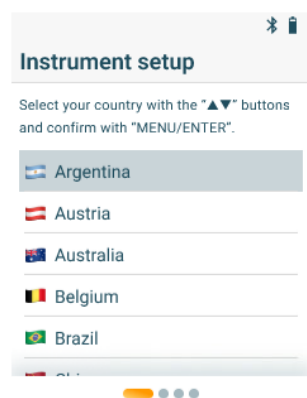 Instrument setup
Select your country with the “▲▼” buttons
and confirm with “MENU/ENTER”.
Argentina
Austria
Australia
Belgium
Brazil